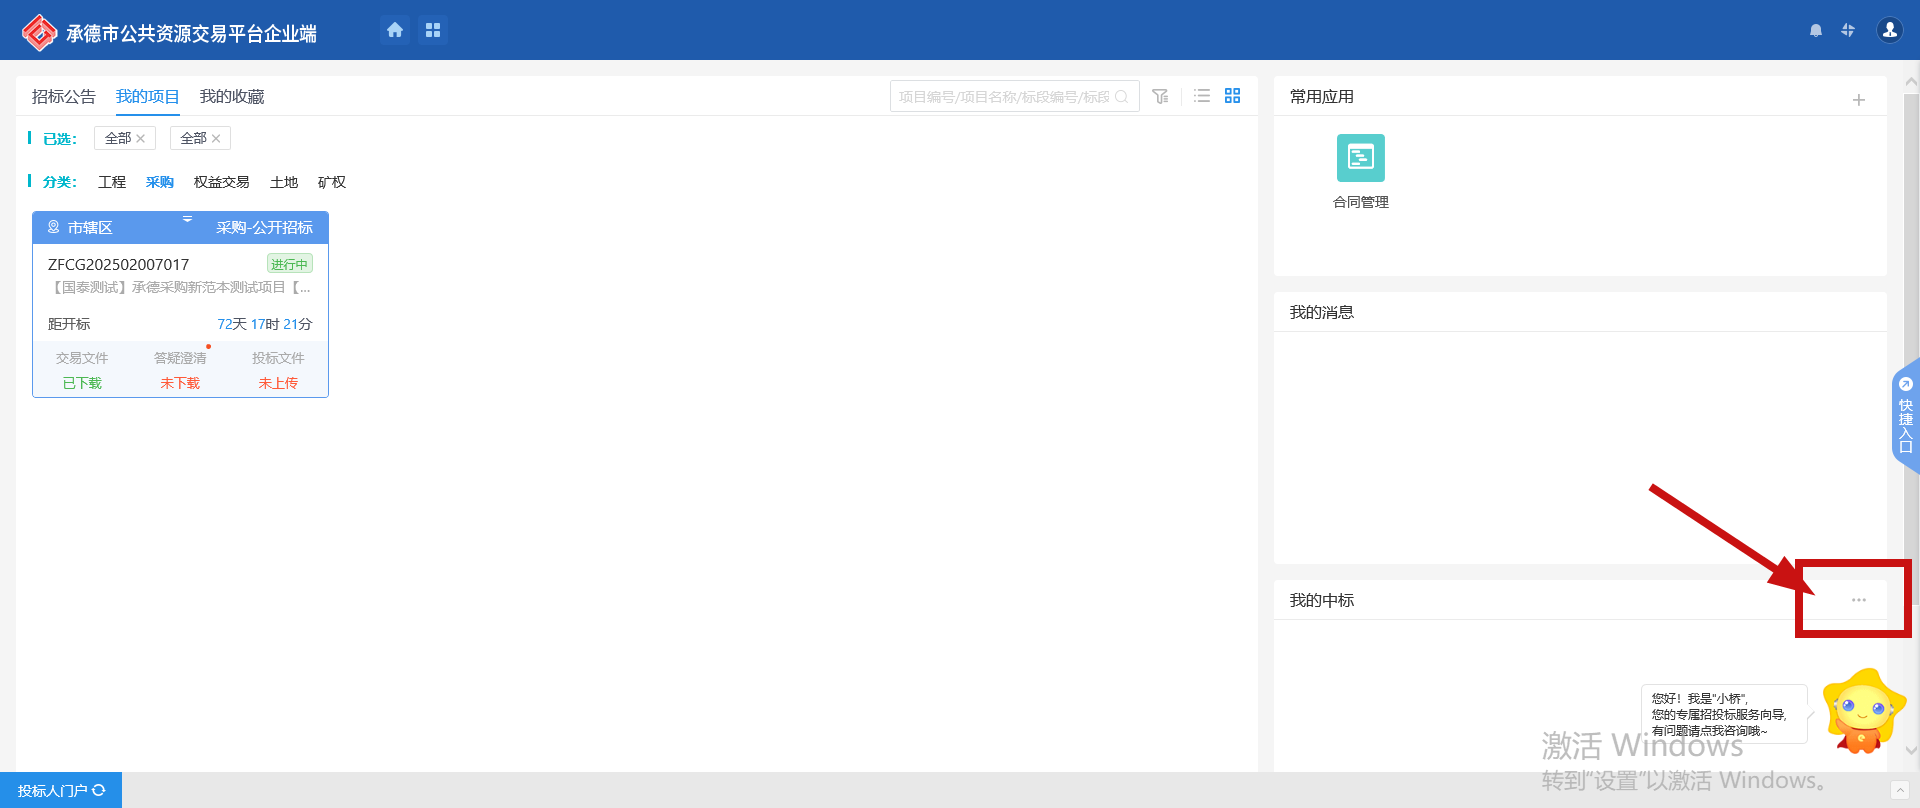 承德市公共资源交易平台企业端
招标公告 我的项目 我的收藏
项目编号/项目名称/标段编号/标段
已选： 全部 全部
分类： 工程 采购 权益交易 土地 矿权
市辖区 采购-公开招标
ZFCG202502007017 进行中
【国泰测试】承德采购新范本测试项目【...
距开标 72天 17时 21分
交易文件 答疑澄清 投标文件
已下载 未下载 未上传
常用应用
合同管理
我的消息
快捷入口
我的中标
您好！我是"小桥",
您的专属招投标服务向导,
有问题请点我咨询哦~
激活 Windows
转到"设置"以激活 Windows。
投标人门户